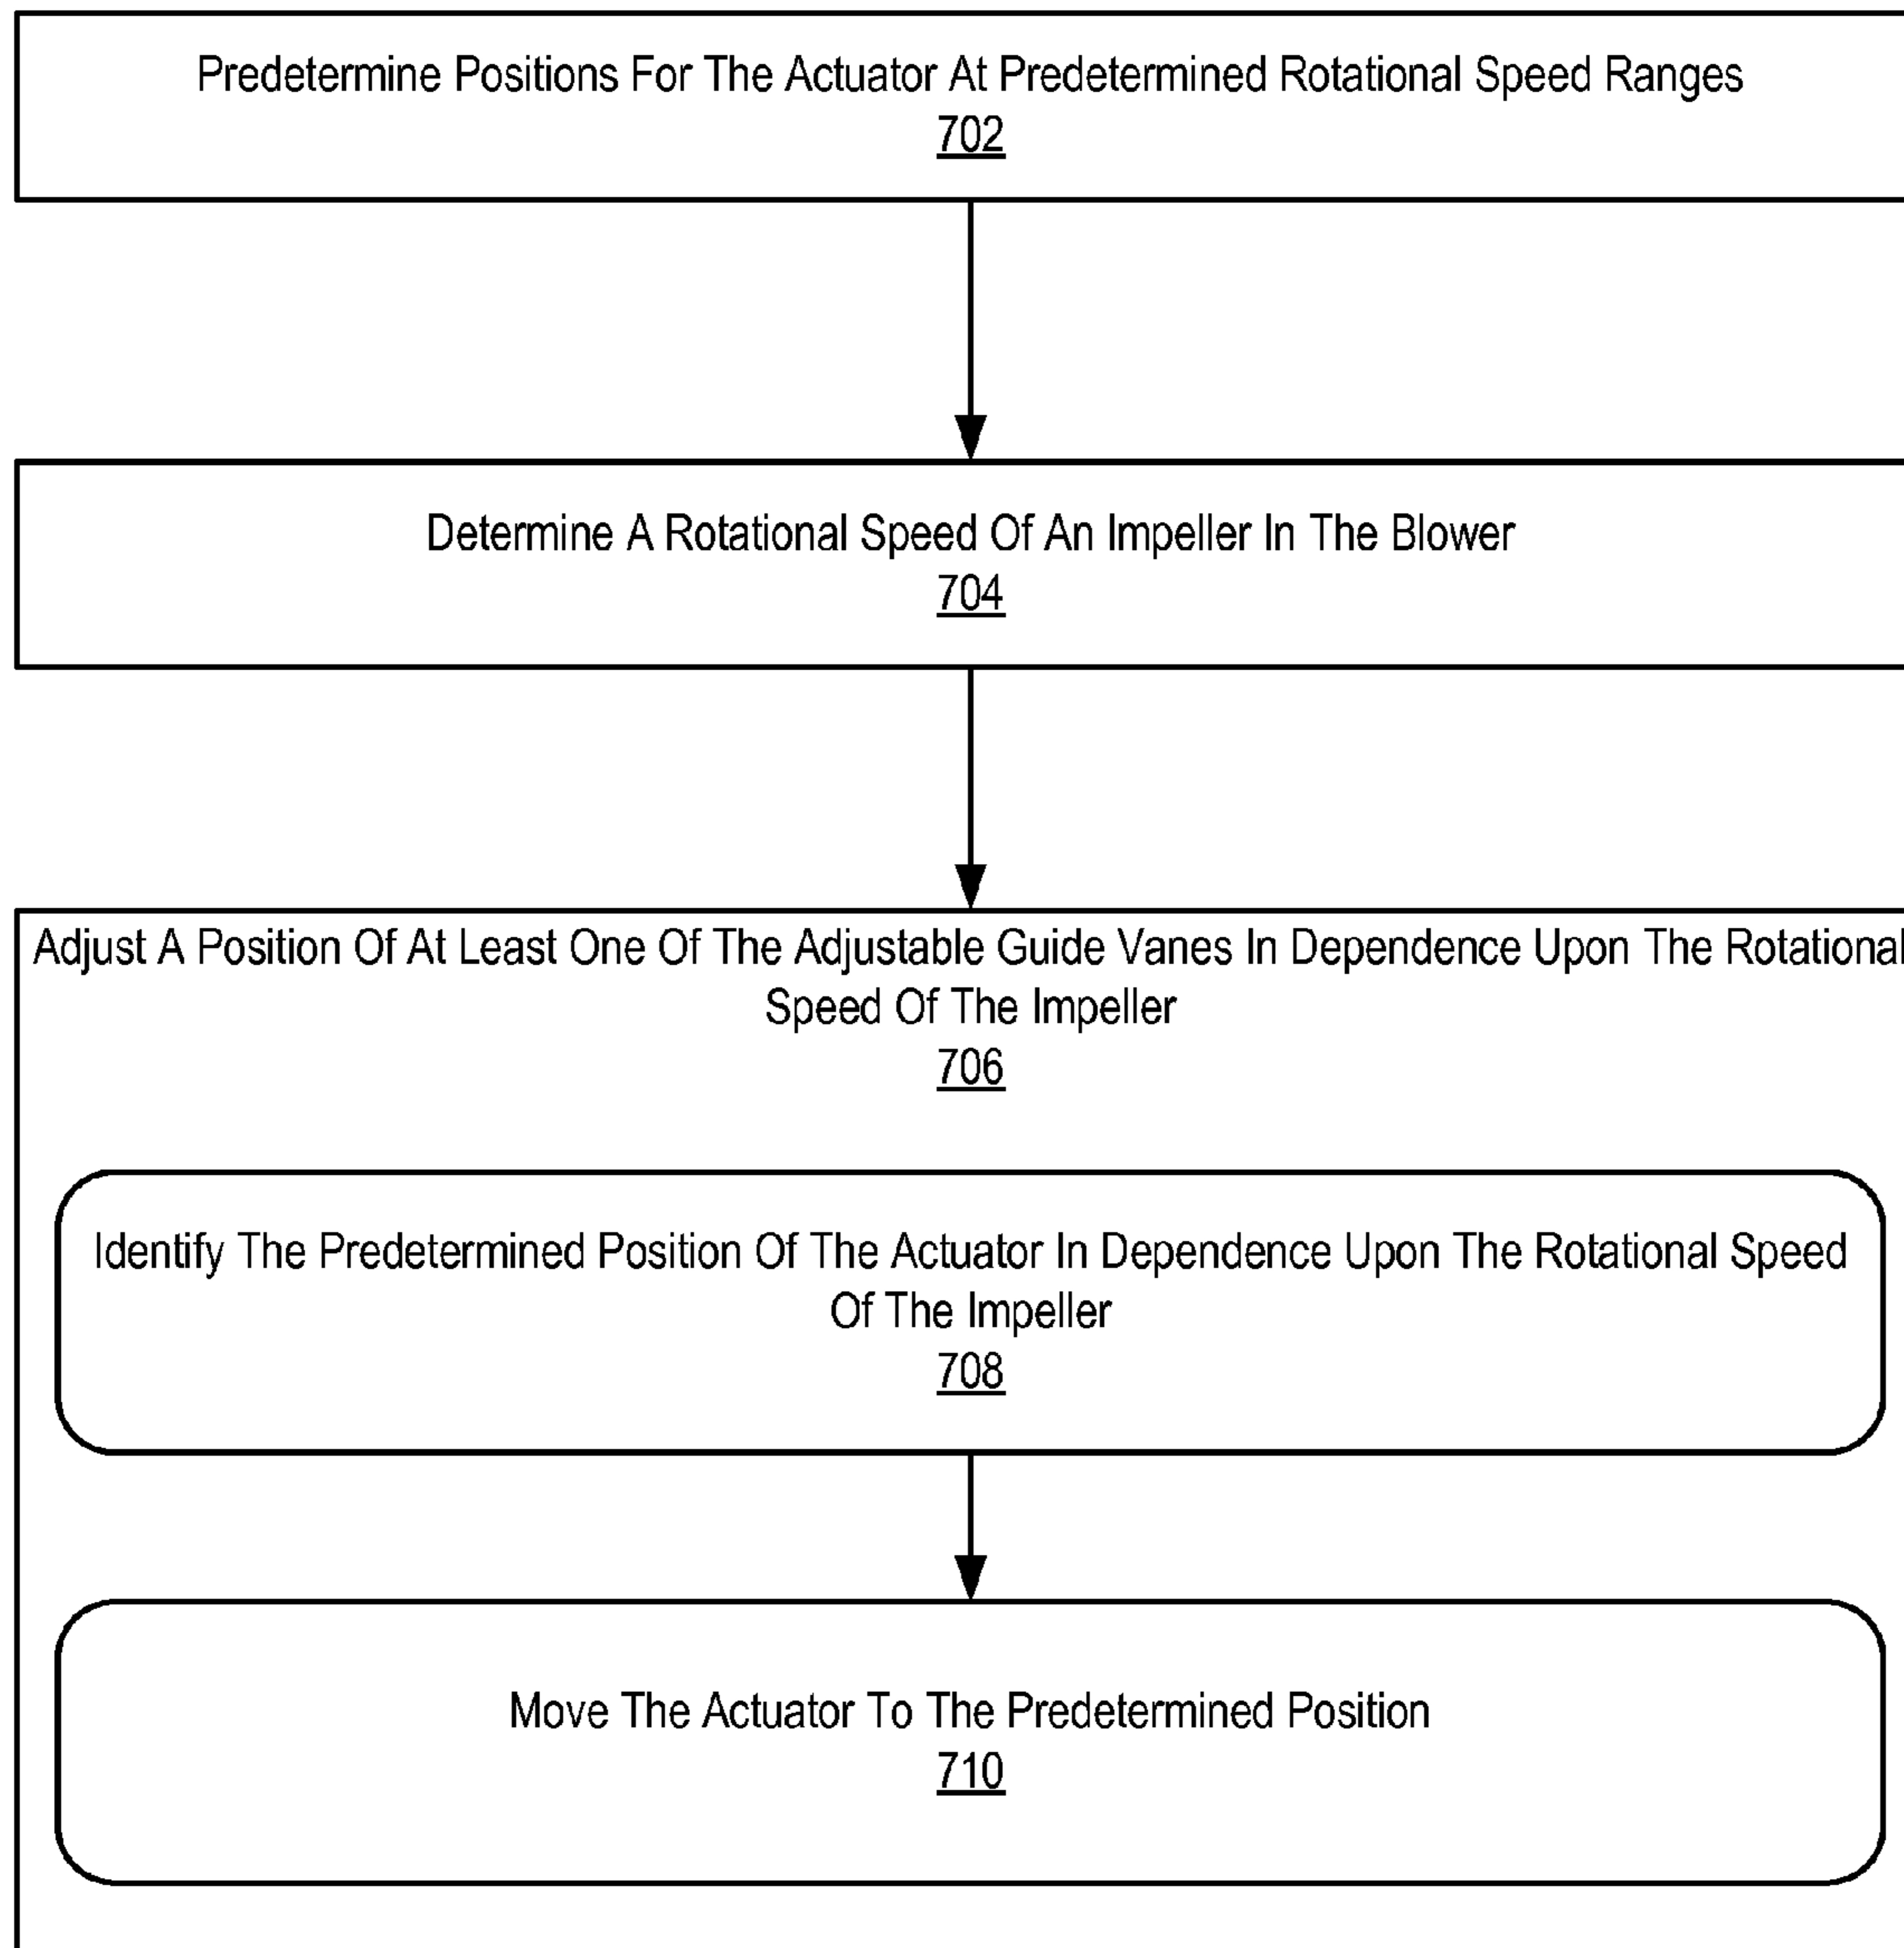 Predetermine Positions For The Actuator At Predetermined Rotational Speed Ranges
702
Determine A Rotational Speed Of An Impeller In The Blower
704
Adjust A Position Of At Least One Of The Adjustable Guide Vanes In Dependence Upon The Rotational
Speed Of The Impeller
706
Identify The Predetermined Position Of The Actuator In Dependence Upon The Rotational Speed
Of The Impeller
708
Move The Actuator To The Predetermined Position
710